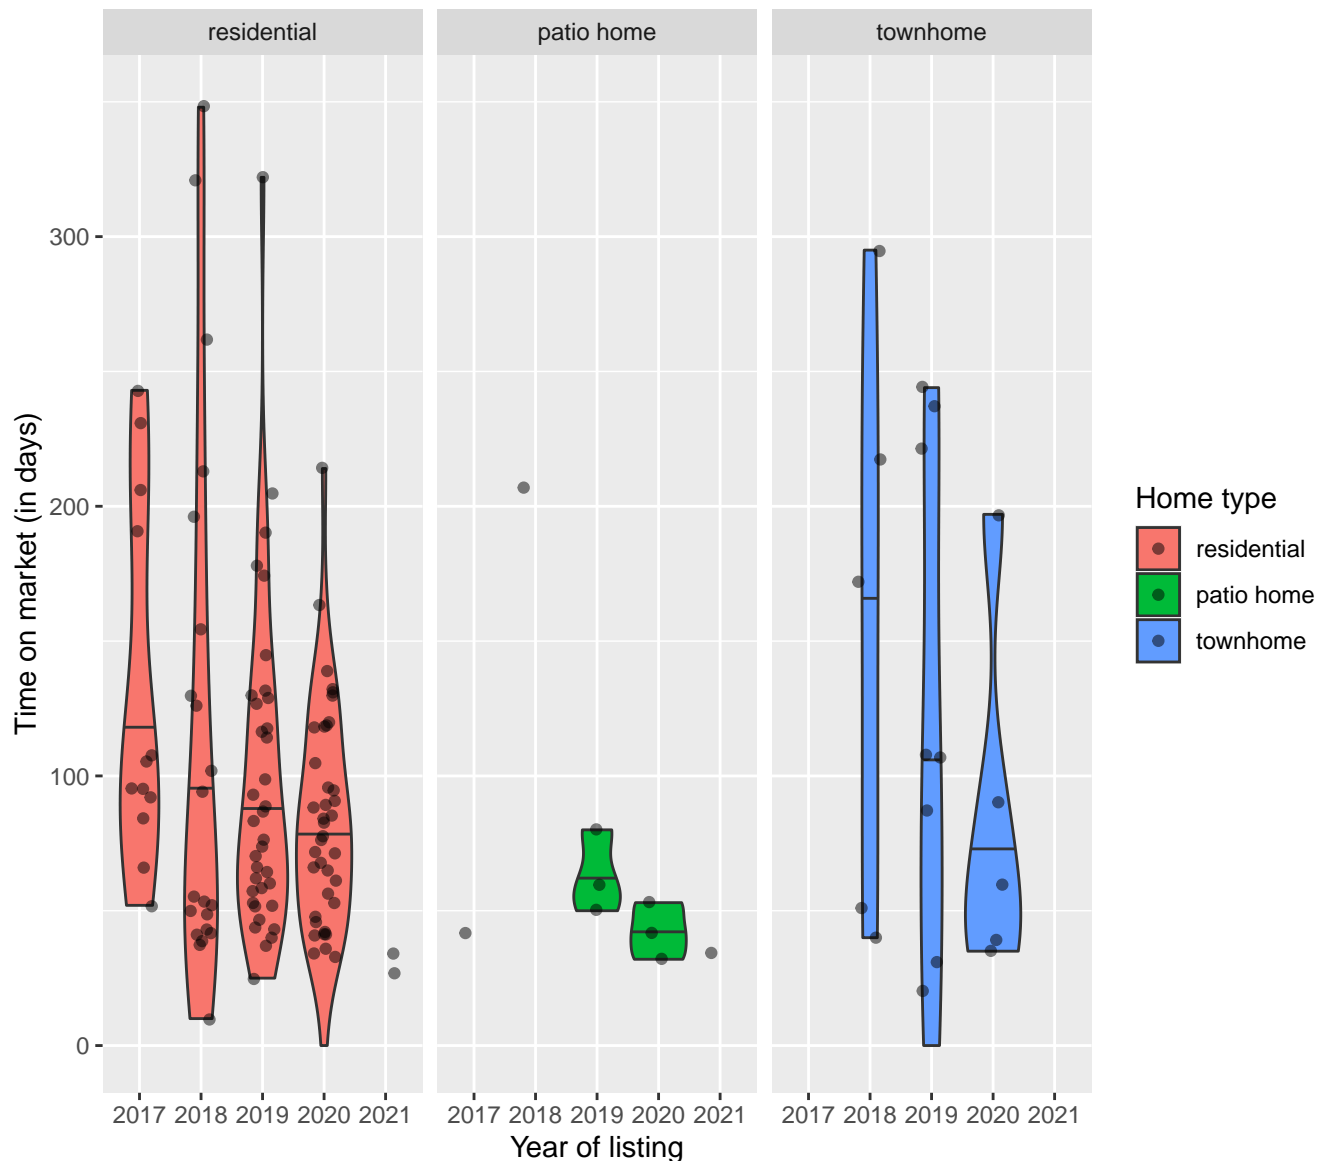 residential patio home townhome
300
200
100
0
Time on market (in days)
2017 2018 2019 2020 2021 2017 2018 2019 2020 2021 2017 2018 2019 2020 2021
Year of listing
Home type
residential
patio home
townhome